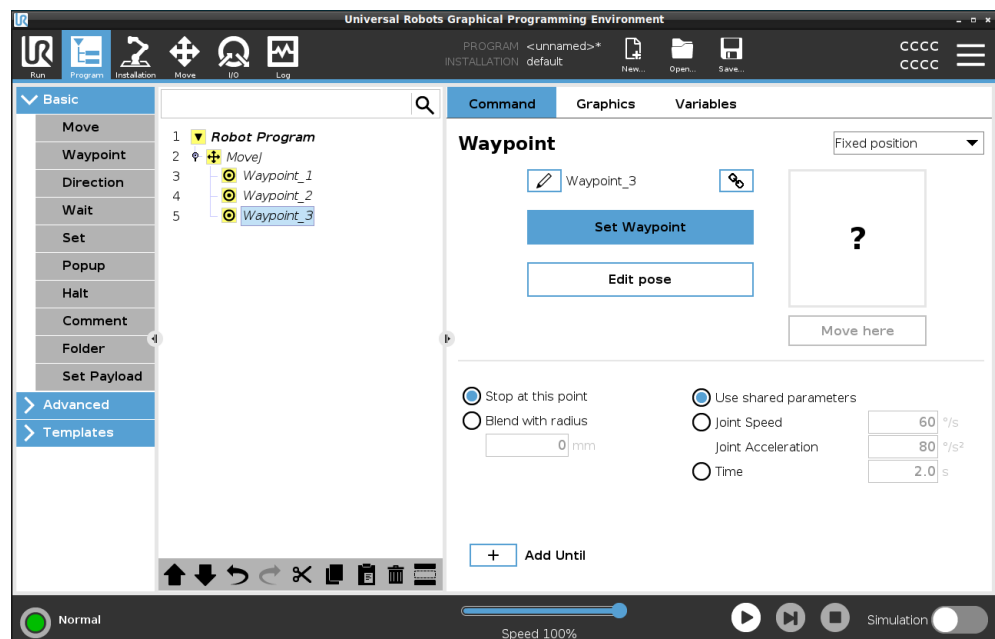 Universal Robots Graphical Programming Environment
UR
Run
Program
Installation
Move
I/O
Log
PROGRAM <unnamed>*
INSTALLATION default
New...
Open...
Save...
CCCC
CCCC
Basic
Move
Waypoint
Direction
Wait
Set
Popup
Halt
Comment
Folder
Set Payload
Advanced
Templates
1 Robot Program
2 MoveJ
3 Waypoint_1
4 Waypoint_2
5 Waypoint_3
Command Graphics Variables
Waypoint
Fixed position
Waypoint_3
Set Waypoint
Edit pose
?
Move here
Stop at this point
Blend with radius
0 mm
Use shared parameters
Joint Speed 60 °/s
Joint Acceleration 80 °/s²
Time 2.0 s
+ Add Until
Normal
Speed 100%
Simulation